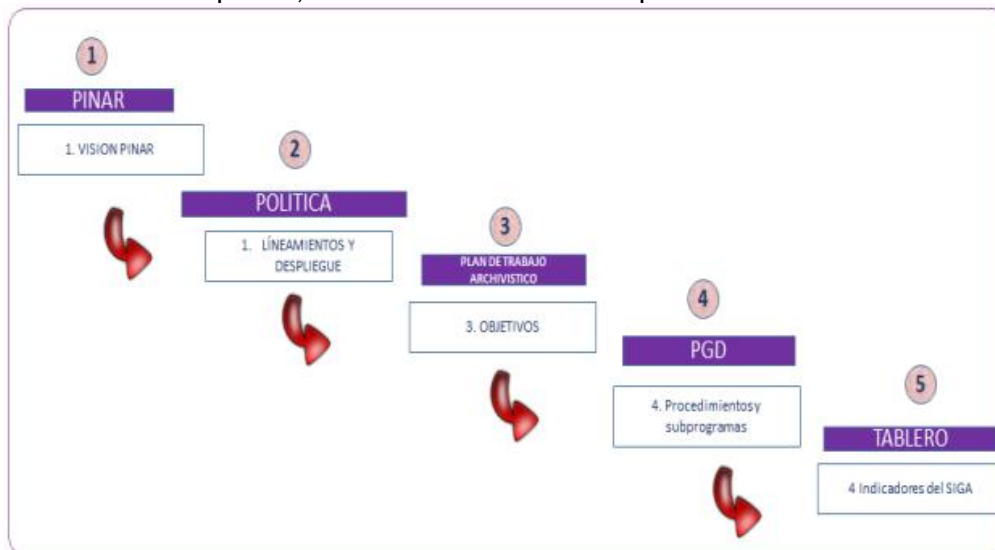 1
PINAR
1. VISION PINAR
2
POLITICA
1. LÍNEAMIENTOS Y
DESPLIEGUE
3
PLAN DE TRABAJO
ARCHIVISTICO
3. OBJETIVOS
4
PGD
4. Procedimientos y
subprogramas
5
TABLERO
4 Indicadores del SIGA